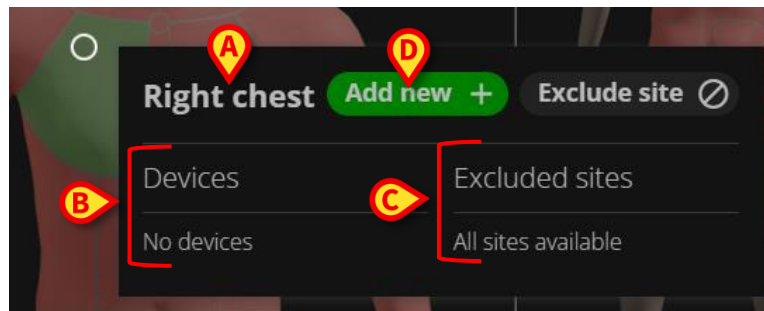 A
D
Right chest Add new + Exclude site
B
Devices
C
Excluded sites
No devices
All sites available